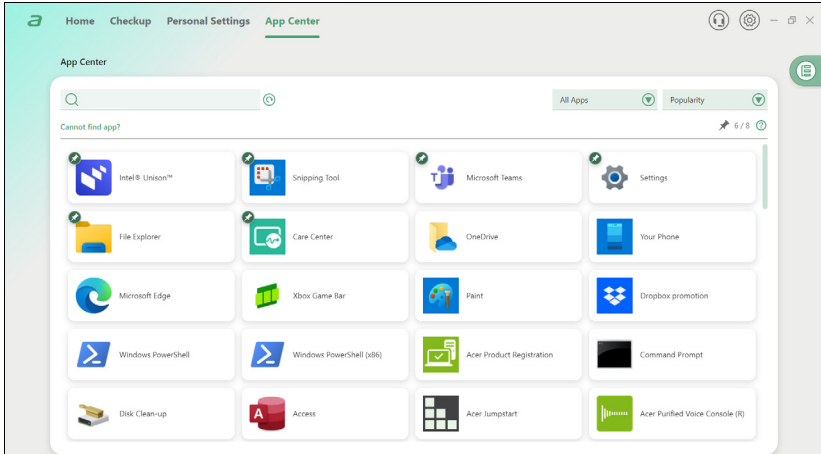 a Home Checkup Personal Settings App Center
App Center
All Apps Popularity
Cannot find app? 6 / 8 ?
Intel® Unison™ Snipping Tool Microsoft Teams Settings
File Explorer Care Center OneDrive Your Phone
Microsoft Edge Xbox Game Bar Paint Dropbox promotion
Windows PowerShell Windows PowerShell (x86) Acer Product Registration Command Prompt
Disk Clean-up A Access Acer Jumpstart Acer Purified Voice Console (R)